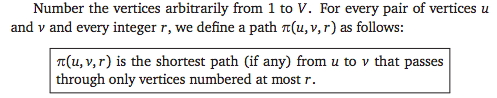 Number the vertices arbitrarily from 1 to V. For every pair of vertices u
and v and every integer r, we define a path π(u, v, r) as follows:
π(u, v, r) is the shortest path (if any) from u to v that passes
through only vertices numbered at most r.